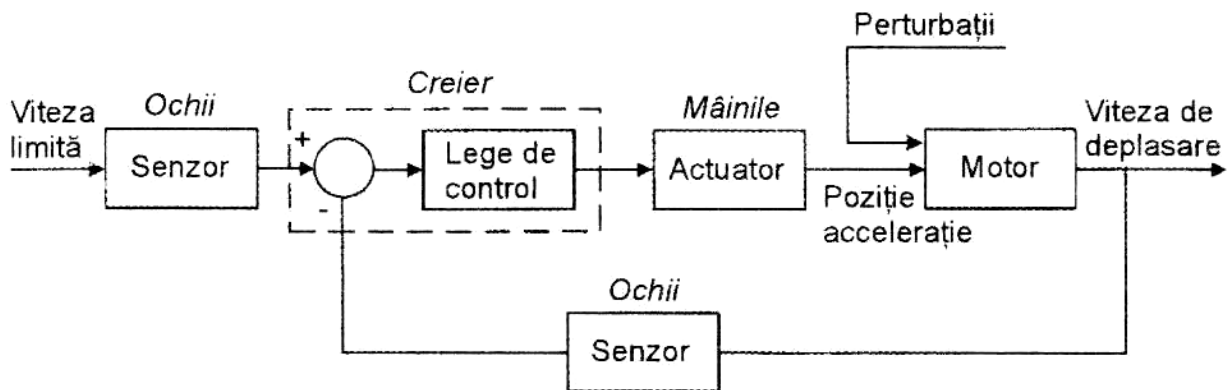 Perturbații
Creier
Viteza
limită
Ochii
Mâinile
Viteza de
deplasare
+
Senzor
Lege de
control
Actuator
Motor
-
Poziție
accelerație
Ochii
Senzor